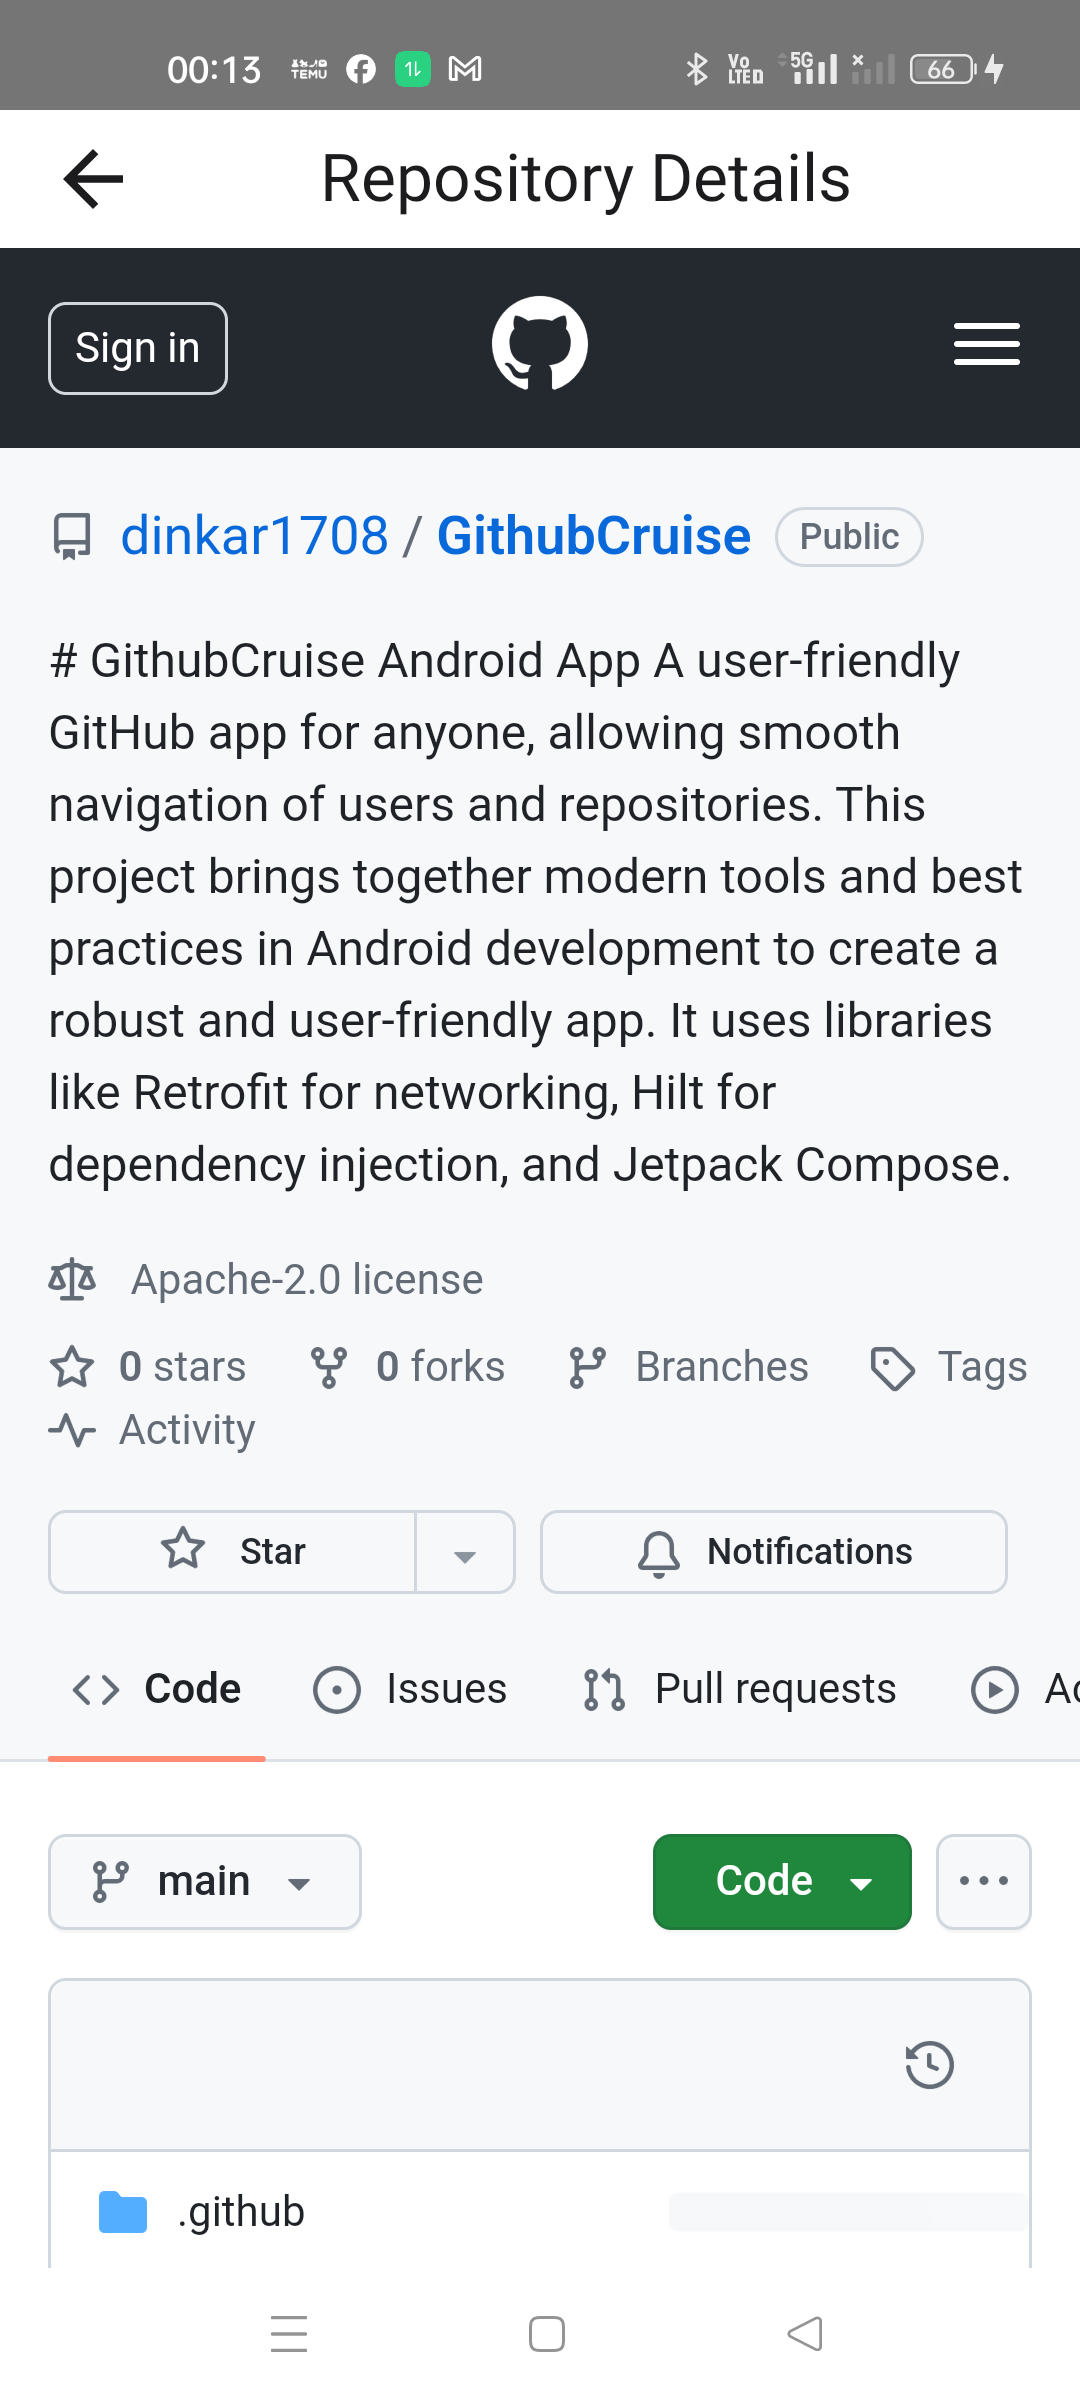 00:13 TEMU Vo LTED 5G 66
Repository Details
Sign in
dinkar1708 / GithubCruise Public
# GithubCruise Android App A user-friendly
GitHub app for anyone, allowing smooth
navigation of users and repositories. This
project brings together modern tools and best
practices in Android development to create a
robust and user-friendly app. It uses libraries
like Retrofit for networking, Hilt for
dependency injection, and Jetpack Compose.
Apache-2.0 license
0 stars 0 forks Branches Tags
Activity
Star Notifications
Code Issues Pull requests Ac
main Code
.github